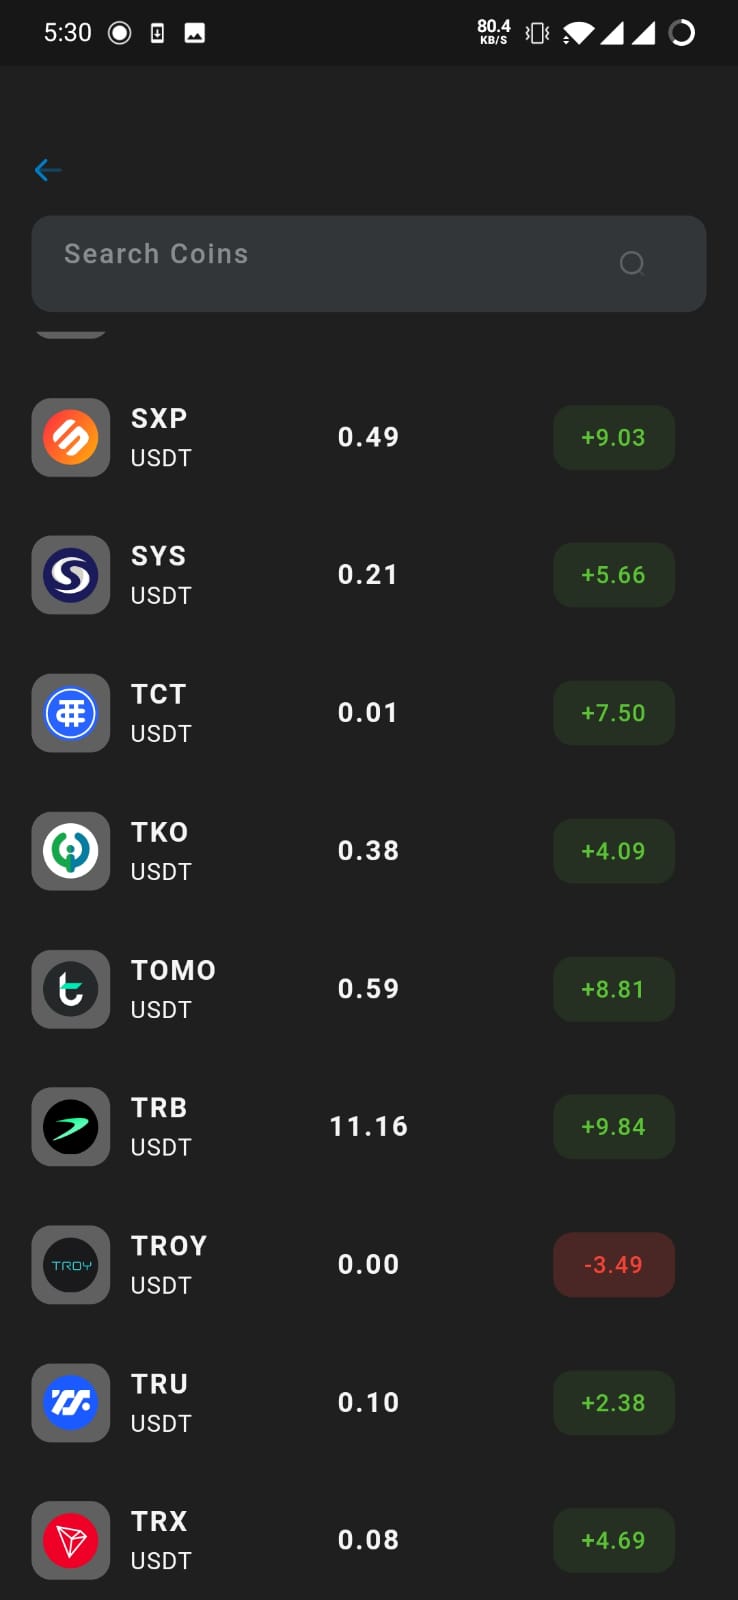 5:30
80.4
KB/S
Search Coins
SXP
USDT
0.49
+9.03
SYS
USDT
0.21
+5.66
TCT
USDT
0.01
+7.50
TKO
USDT
0.38
+4.09
TOMO
USDT
0.59
+8.81
TRB
USDT
11.16
+9.84
TROY
TROY
USDT
0.00
-3.49
TRU
USDT
0.10
+2.38
TRX
USDT
0.08
+4.69